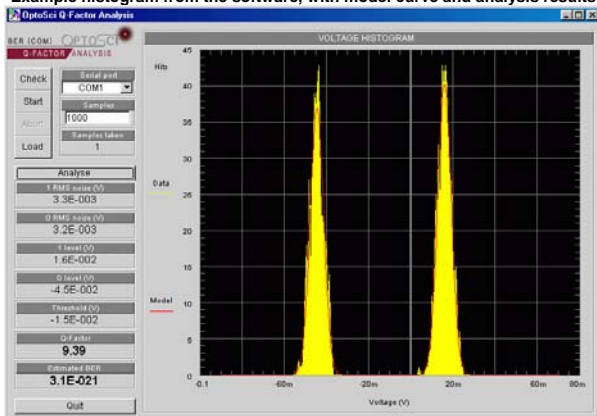 Example histogram from the software, with model curve and analysis results
OptoSci Q-Factor Analysis
BER (COM) OPTOSCI
Q-FACTOR ANALYSIS
Check
Start
Abort
Load
Serial port
COM1
Samples
1000
Samples taken
1
Analyse
1 RMS noise (V)
3.3E-003
0 RMS noise (V)
3.2E-003
1 level (V)
1.6E-002
0 level (V)
-4.5E-002
Threshold (V)
-1.5E-002
Q-Factor
9.39
Estimated BER
3.1E-021
Quit
VOLTAGE HISTOGRAM
Hits
Data
Model
45
40
35
30
25
20
15
10
5
0
-0.1
-60m
-20m
20m
60m
80m
Voltage (V)